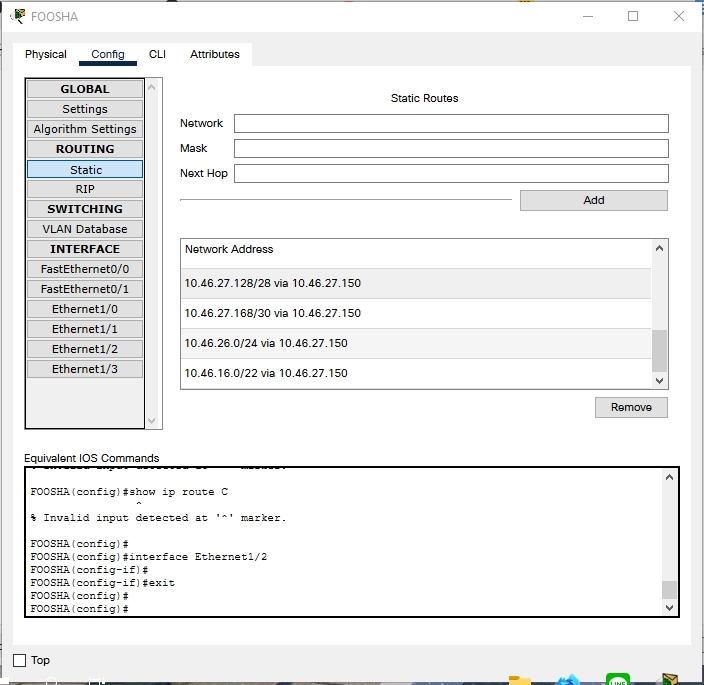 FOOSHA
Physical Config CLI Attributes
GLOBAL
Settings
Algorithm Settings
ROUTING
Static
RIP
SWITCHING
VLAN Database
INTERFACE
FastEthernet0/0
FastEthernet0/1
Ethernet1/0
Ethernet1/1
Ethernet1/2
Ethernet1/3
Static Routes
Network
Mask
Next Hop
Add
Network Address
10.46.27.128/28 via 10.46.27.150
10.46.27.168/30 via 10.46.27.150
10.46.26.0/24 via 10.46.27.150
10.46.16.0/22 via 10.46.27.150
Remove
Equivalent IOS Commands
FOOSHA(config)#show ip route C
^
% Invalid input detected at '^' marker.
FOOSHA(config)#
FOOSHA(config)#interface Ethernet1/2
FOOSHA(config-if)#
FOOSHA(config-if)#exit
FOOSHA(config)#
FOOSHA(config)#
Top
LINE